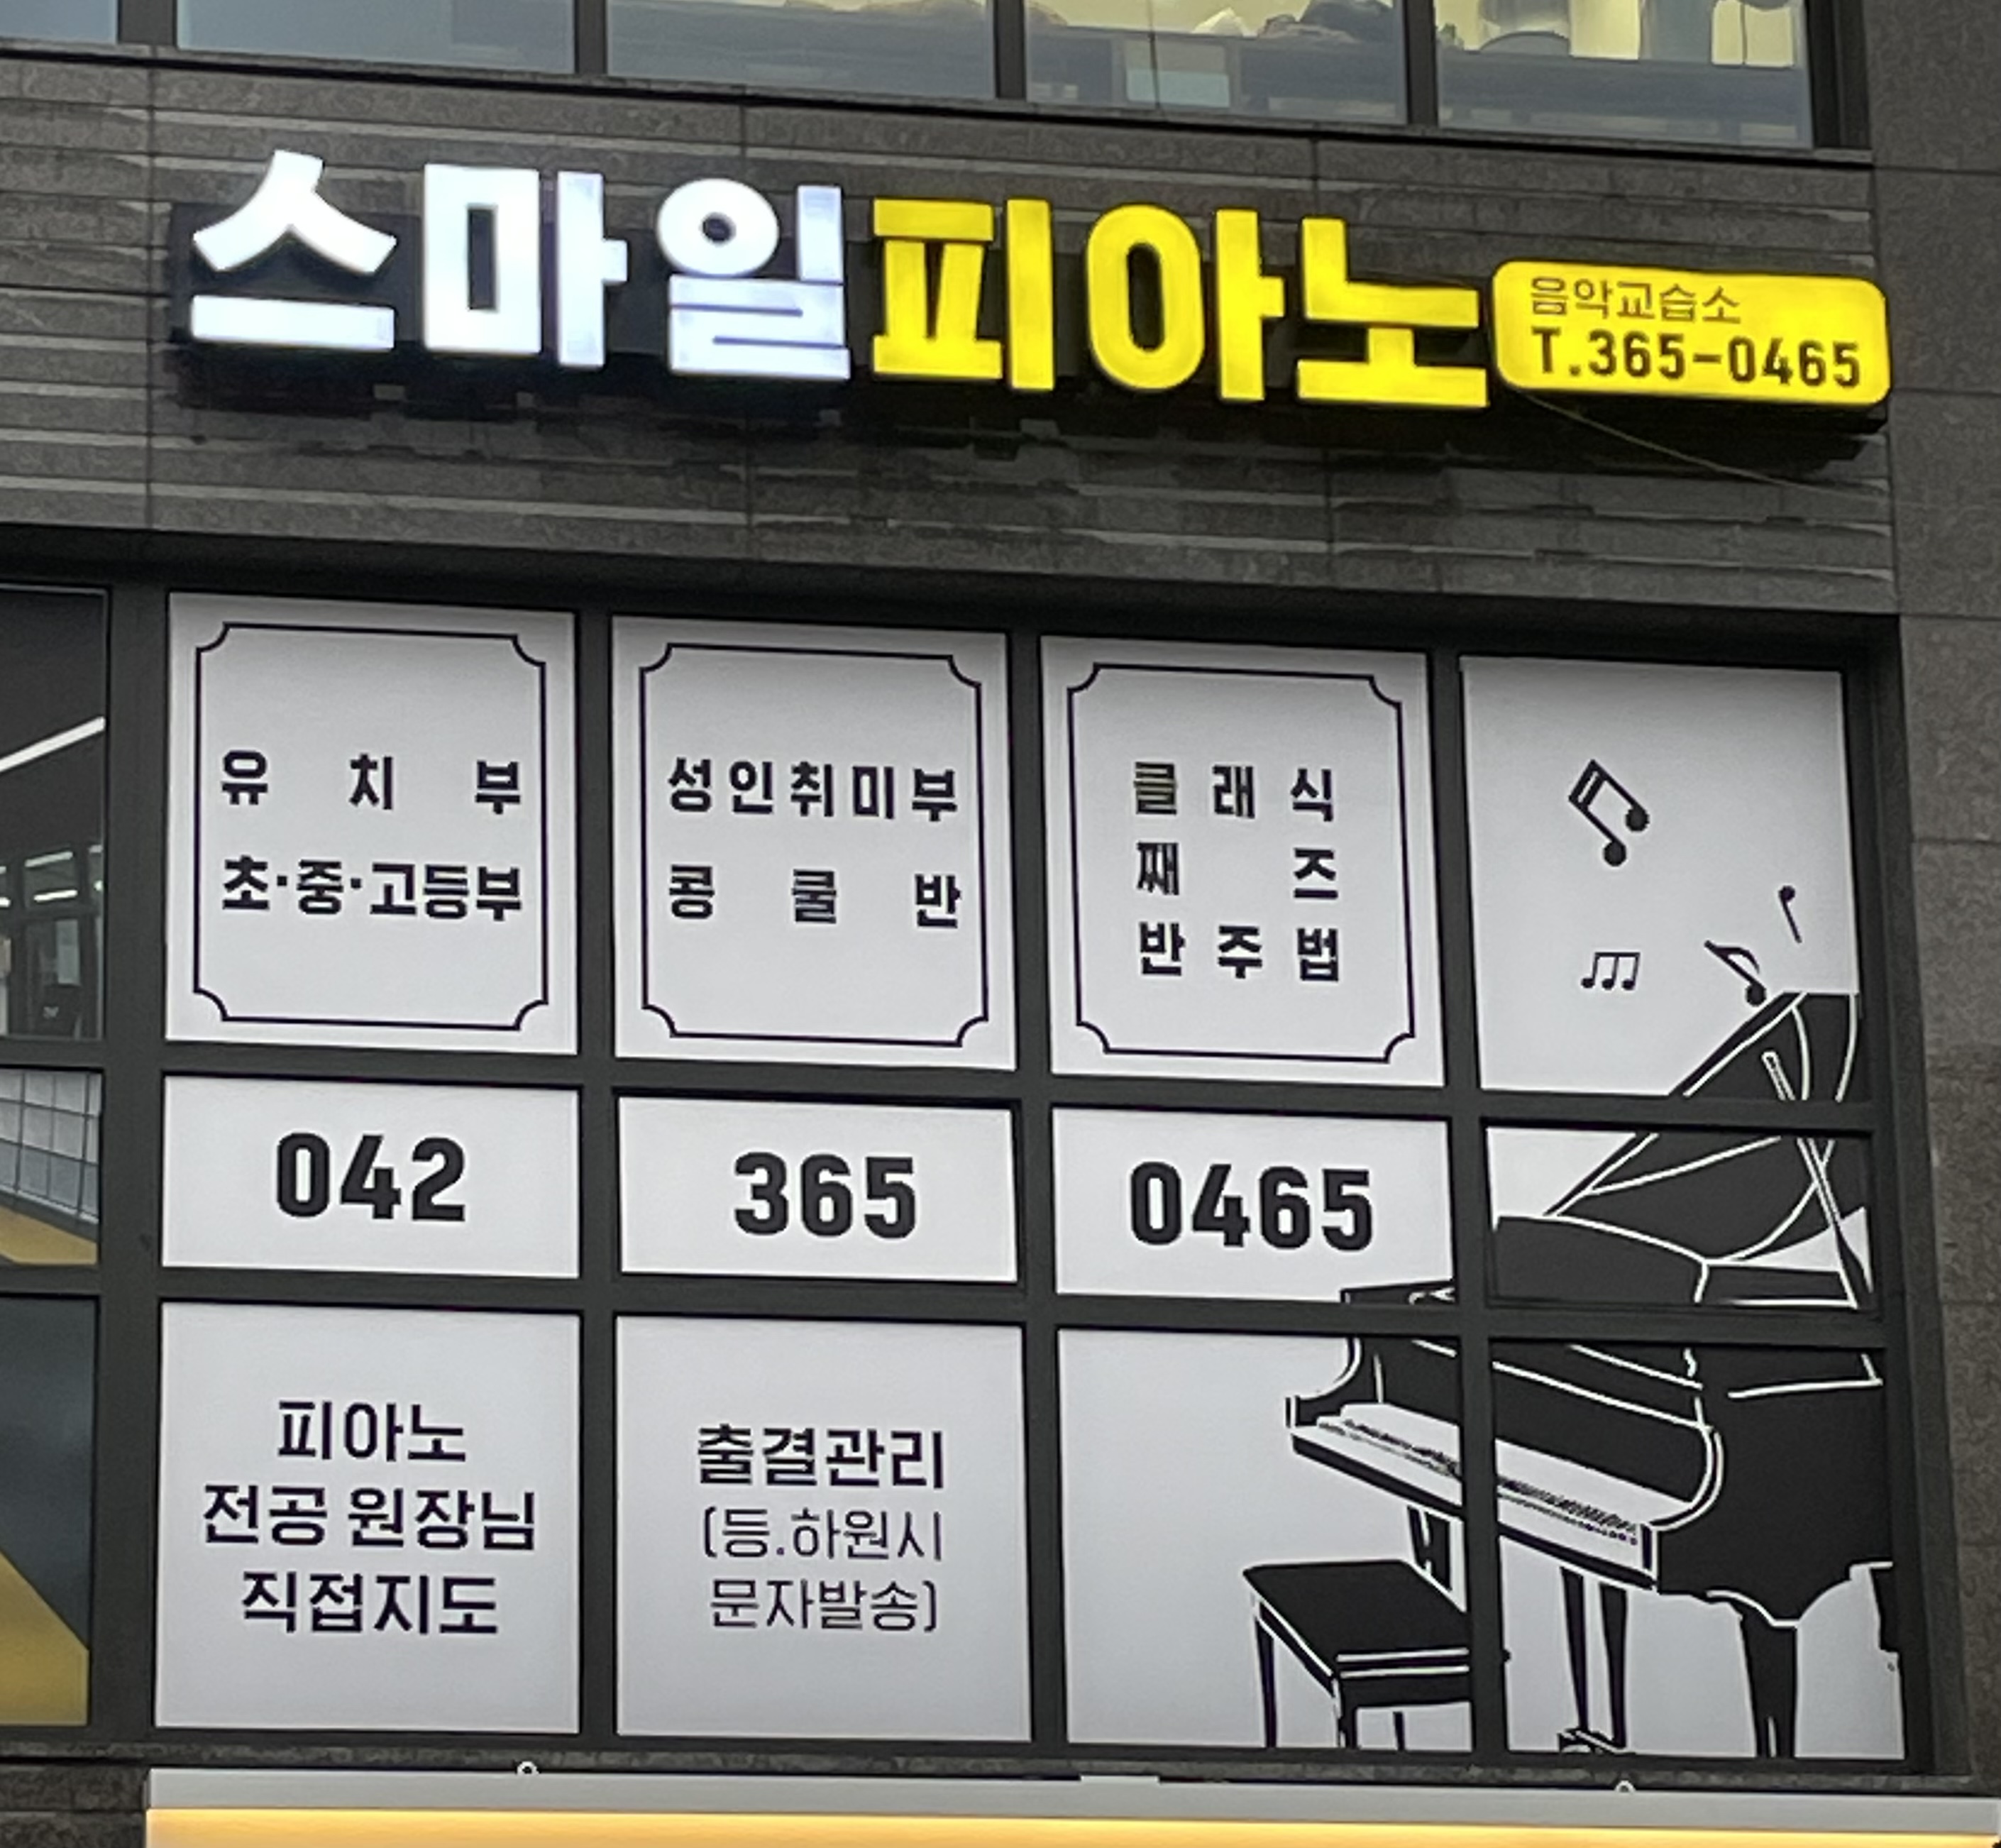 스마일피아노
음악교습소
T.365-0465
유 치 부
초·중·고등부
성인취미부
콩 쿨 반
클 래 식
째 즈
반 주 법
042
365
0465
피아노
전공 원장님
직접지도
출결관리
(등.하원시
문자발송)